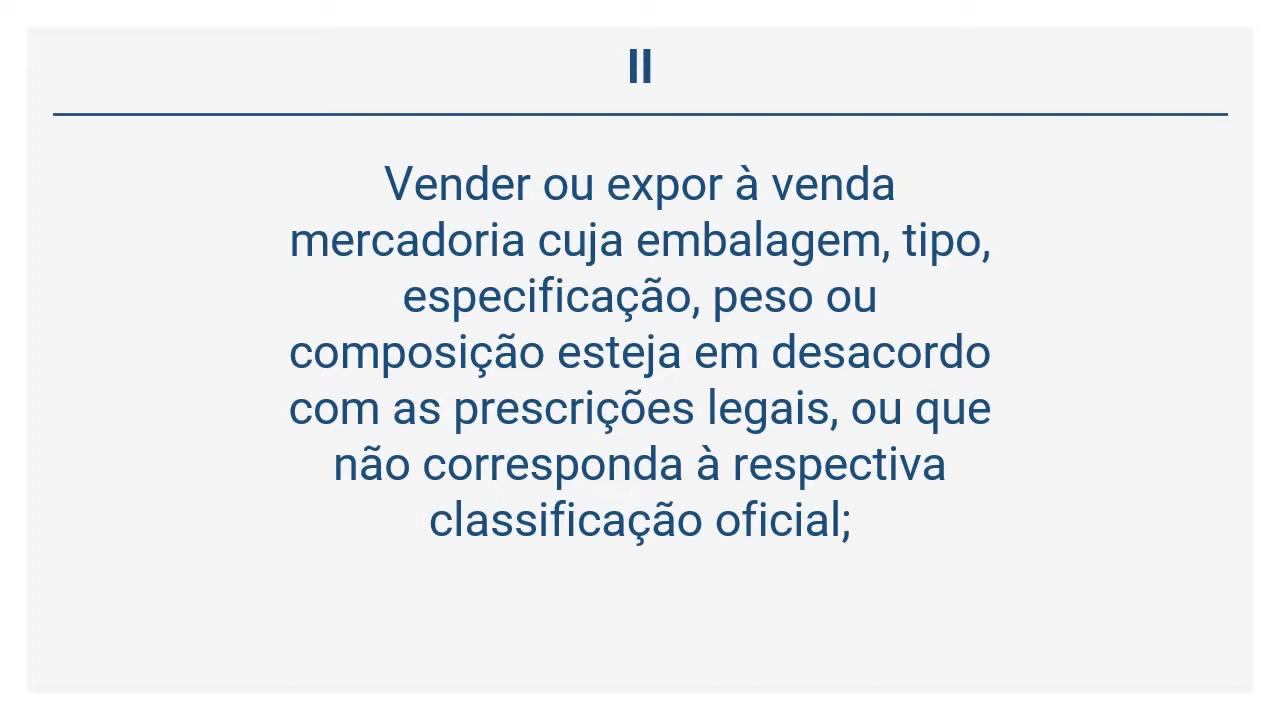 II
Vender ou expor à venda
mercadoria cuja embalagem, tipo,
especificação, peso ou
composição esteja em desacordo
com as prescrições legais, ou que
não corresponda à respectiva
classificação oficial;